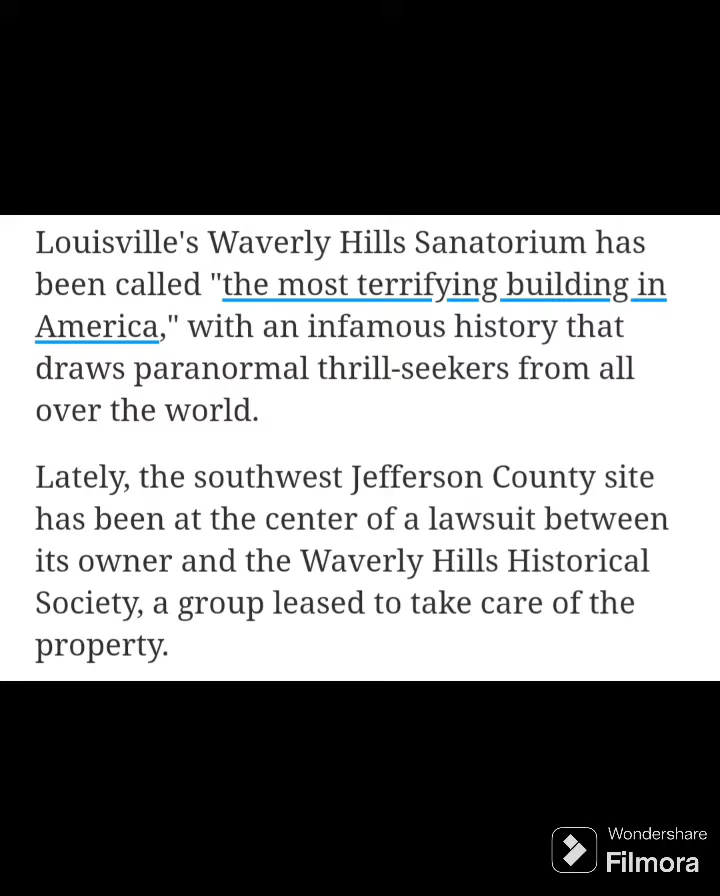 Louisville's Waverly Hills Sanatorium has
been called "the most terrifying building in
America," with an infamous history that
draws paranormal thrill-seekers from all
over the world.
Lately, the southwest Jefferson County site
has been at the center of a lawsuit between
its owner and the Waverly Hills Historical
Society, a group leased to take care of the
property.
Wondershare
Filmora